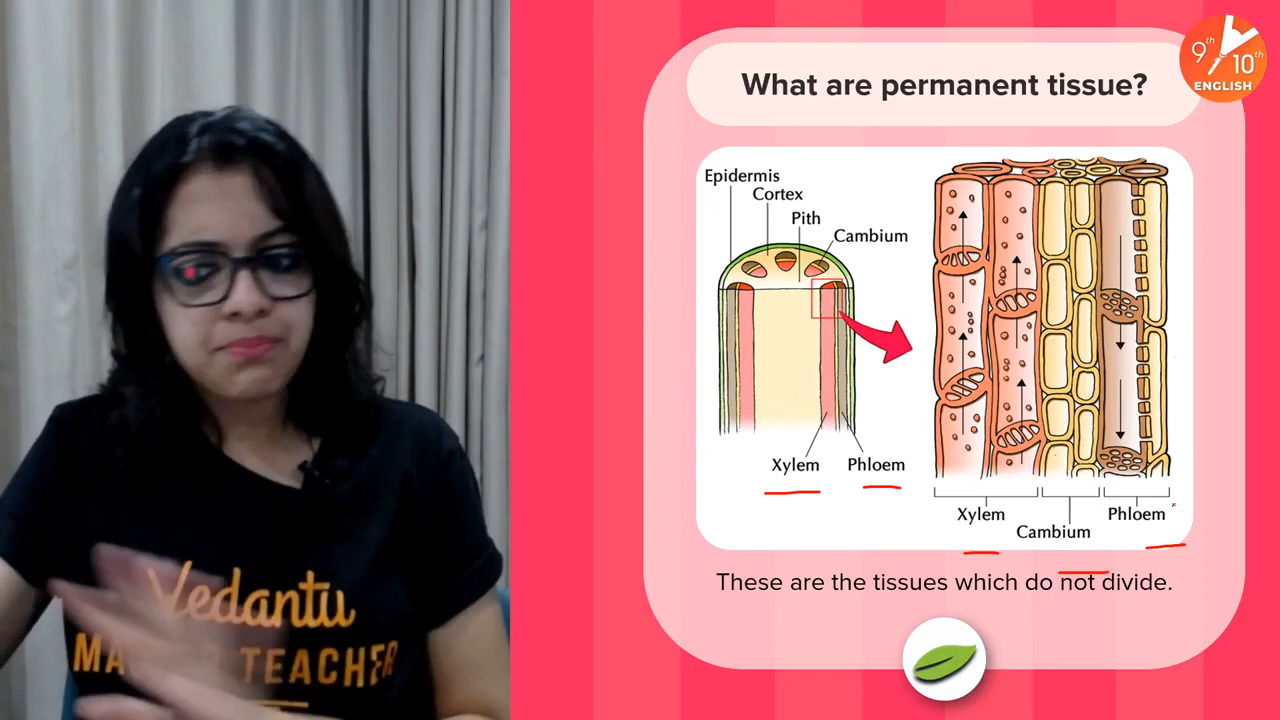 What are permanent tissue?
9th
10th
ENGLISH
Epidermis
Cortex
Pith
Cambium
Xylem
Phloem
Xylem
Cambium
Phloem
These are the tissues which do not divide.
Vedantu
TEACHER